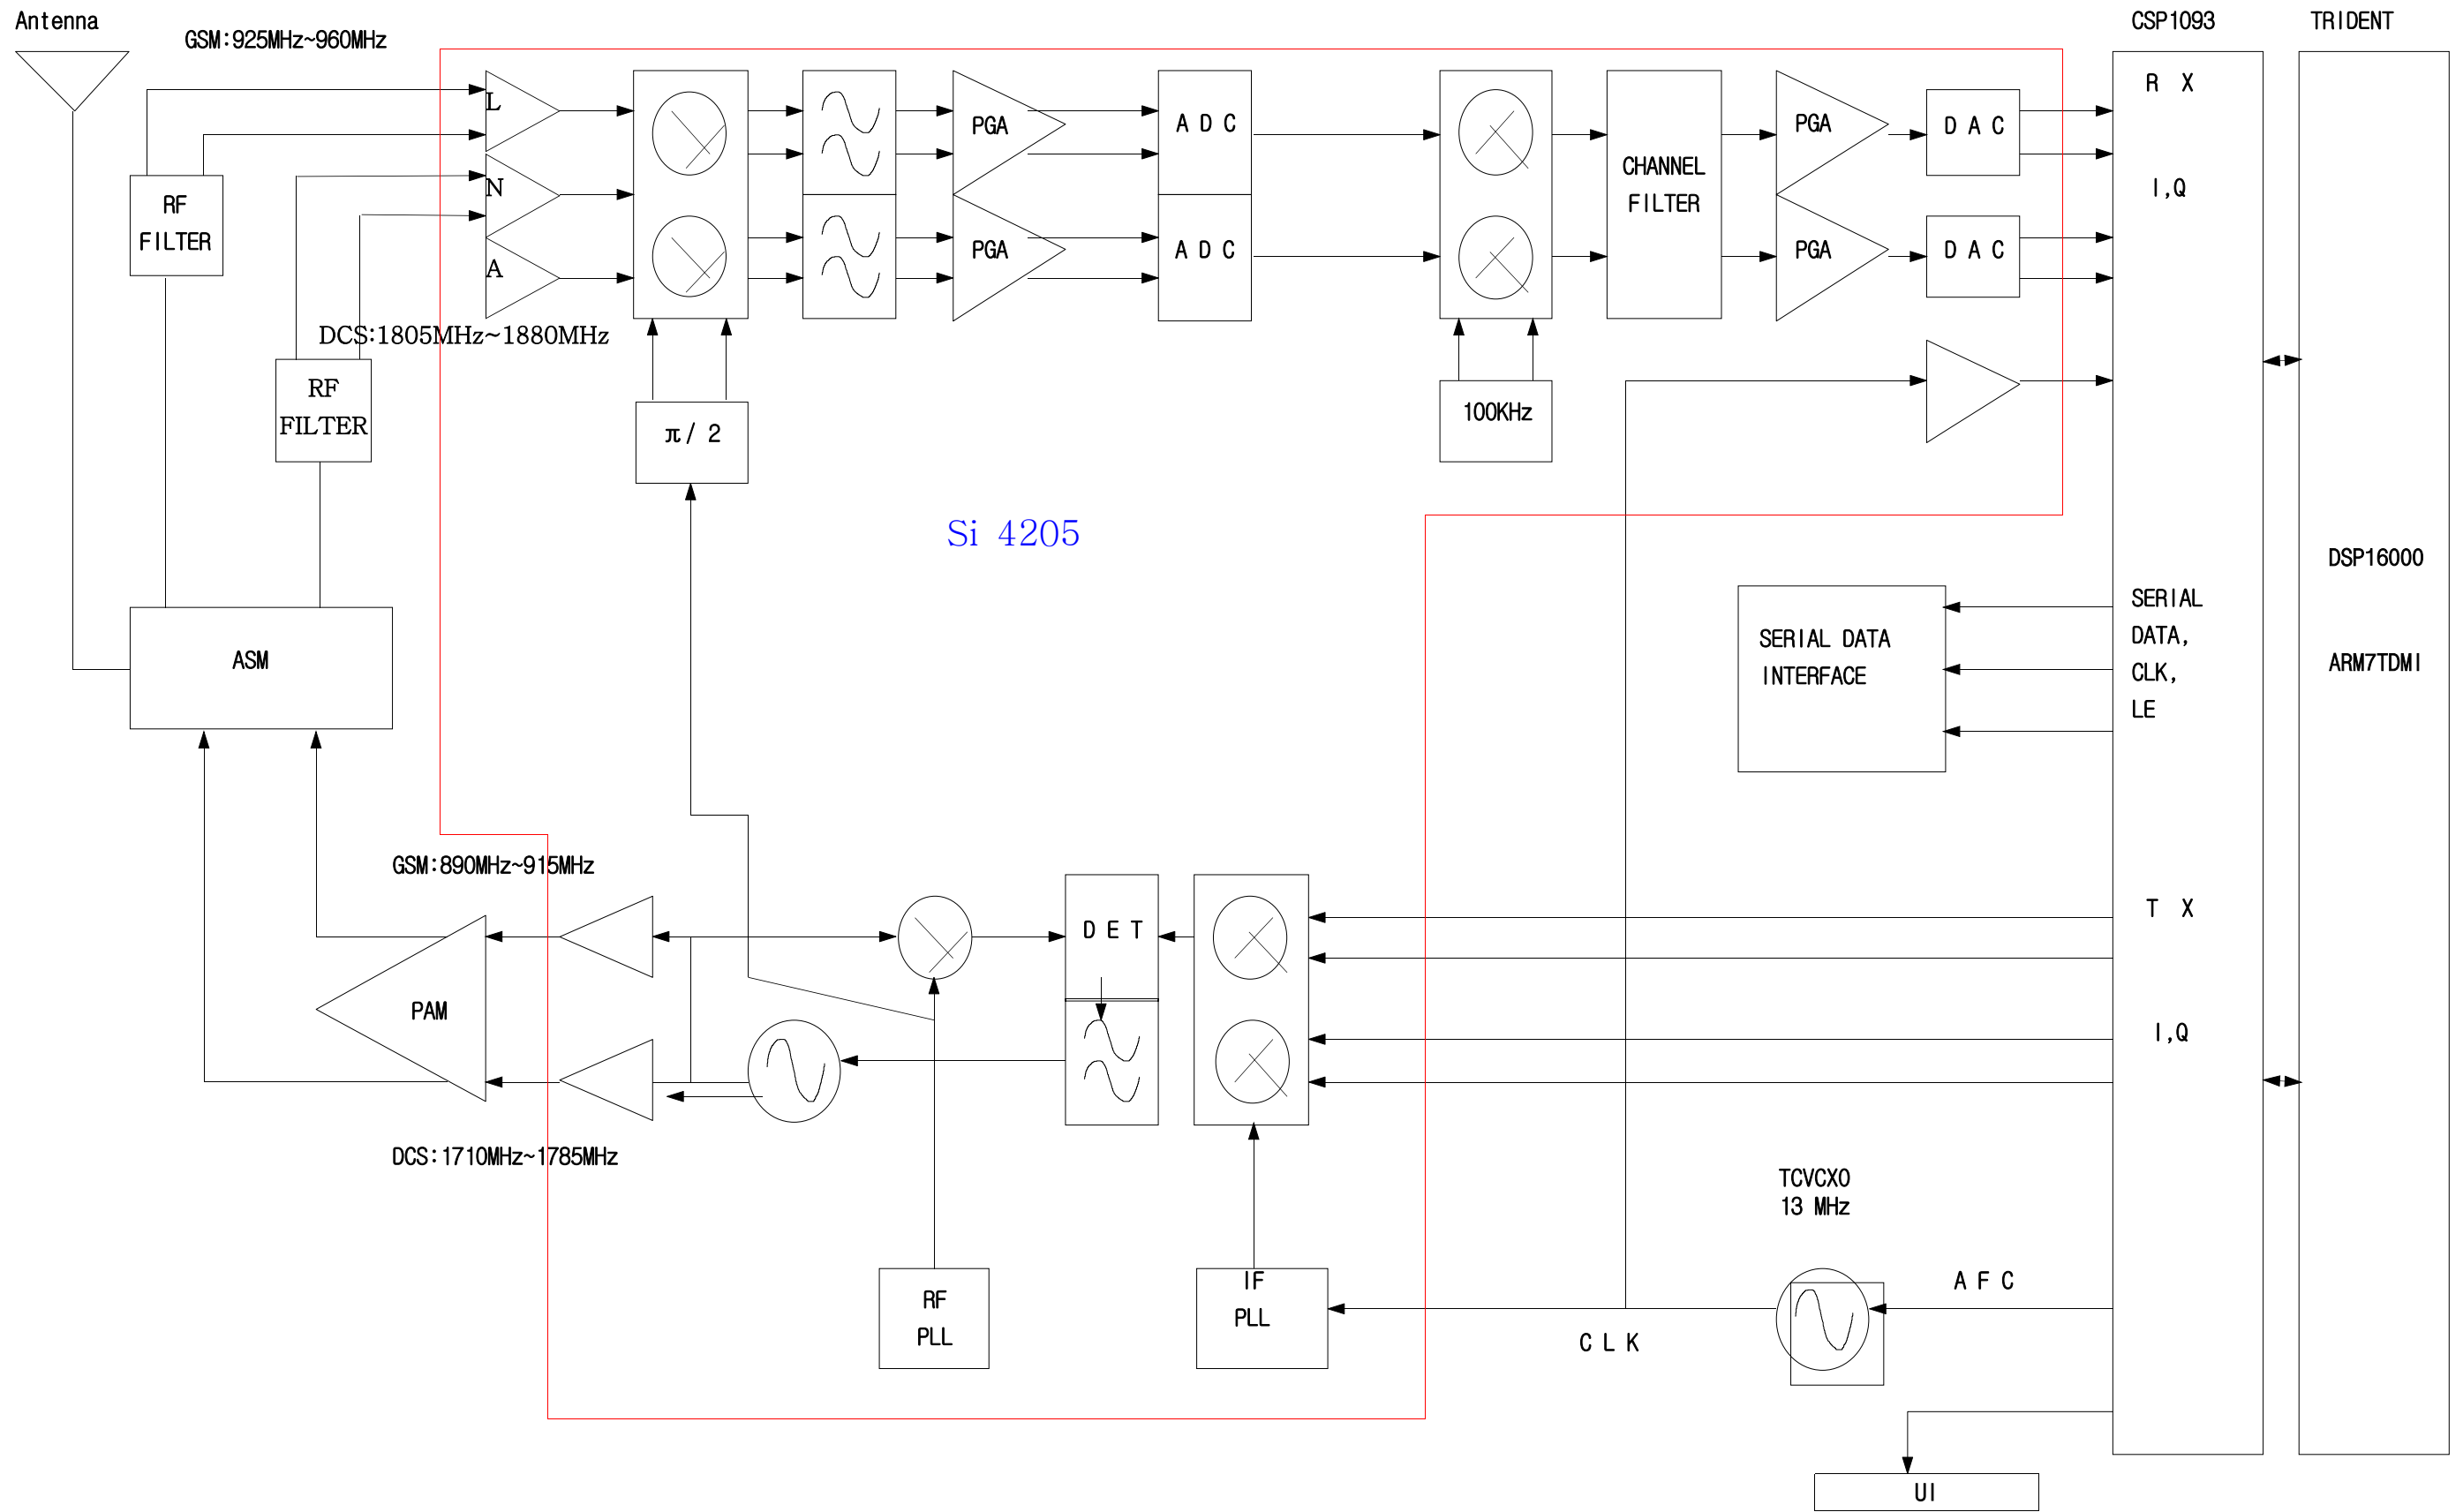 Antenna
CSP1093
TRIDENT
GSM:925MHz~960MHz
L
N
A
PGA
PGA
A D C
A D C
CHANNEL
FILTER
PGA
PGA
D A C
D A C
R X
I,Q
RF
FILTER
DCS:1805MHz~1880MHz
RF
FILTER
π/ 2
100KHz
Si 4205
DSP16000
ARM7TDMI
SERIAL DATA
INTERFACE
SERIAL
DATA,
CLK,
LE
ASM
GSM:890MHz~915MHz
D E T
T X
PAM
I,Q
DCS:1710MHz~1785MHz
TCVCXO
13 MHz
RF
PLL
IF
PLL
A F C
C L K
UI